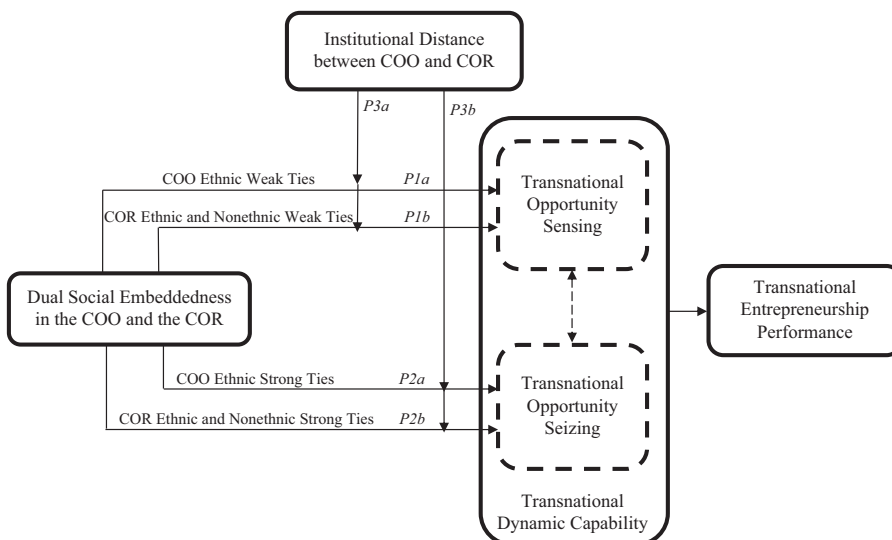 Institutional Distance
between COO and COR
P3a
P3b
COO Ethnic Weak Ties
P1a
COR Ethnic and Nonethnic Weak Ties
P1b
Transnational
Opportunity
Sensing
Dual Social Embeddedness
in the COO and the COR
Transnational
Entrepreneurship
Performance
COO Ethnic Strong Ties
P2a
COR Ethnic and Nonethnic Strong Ties
P2b
Transnational
Opportunity
Seizing
Transnational
Dynamic Capability